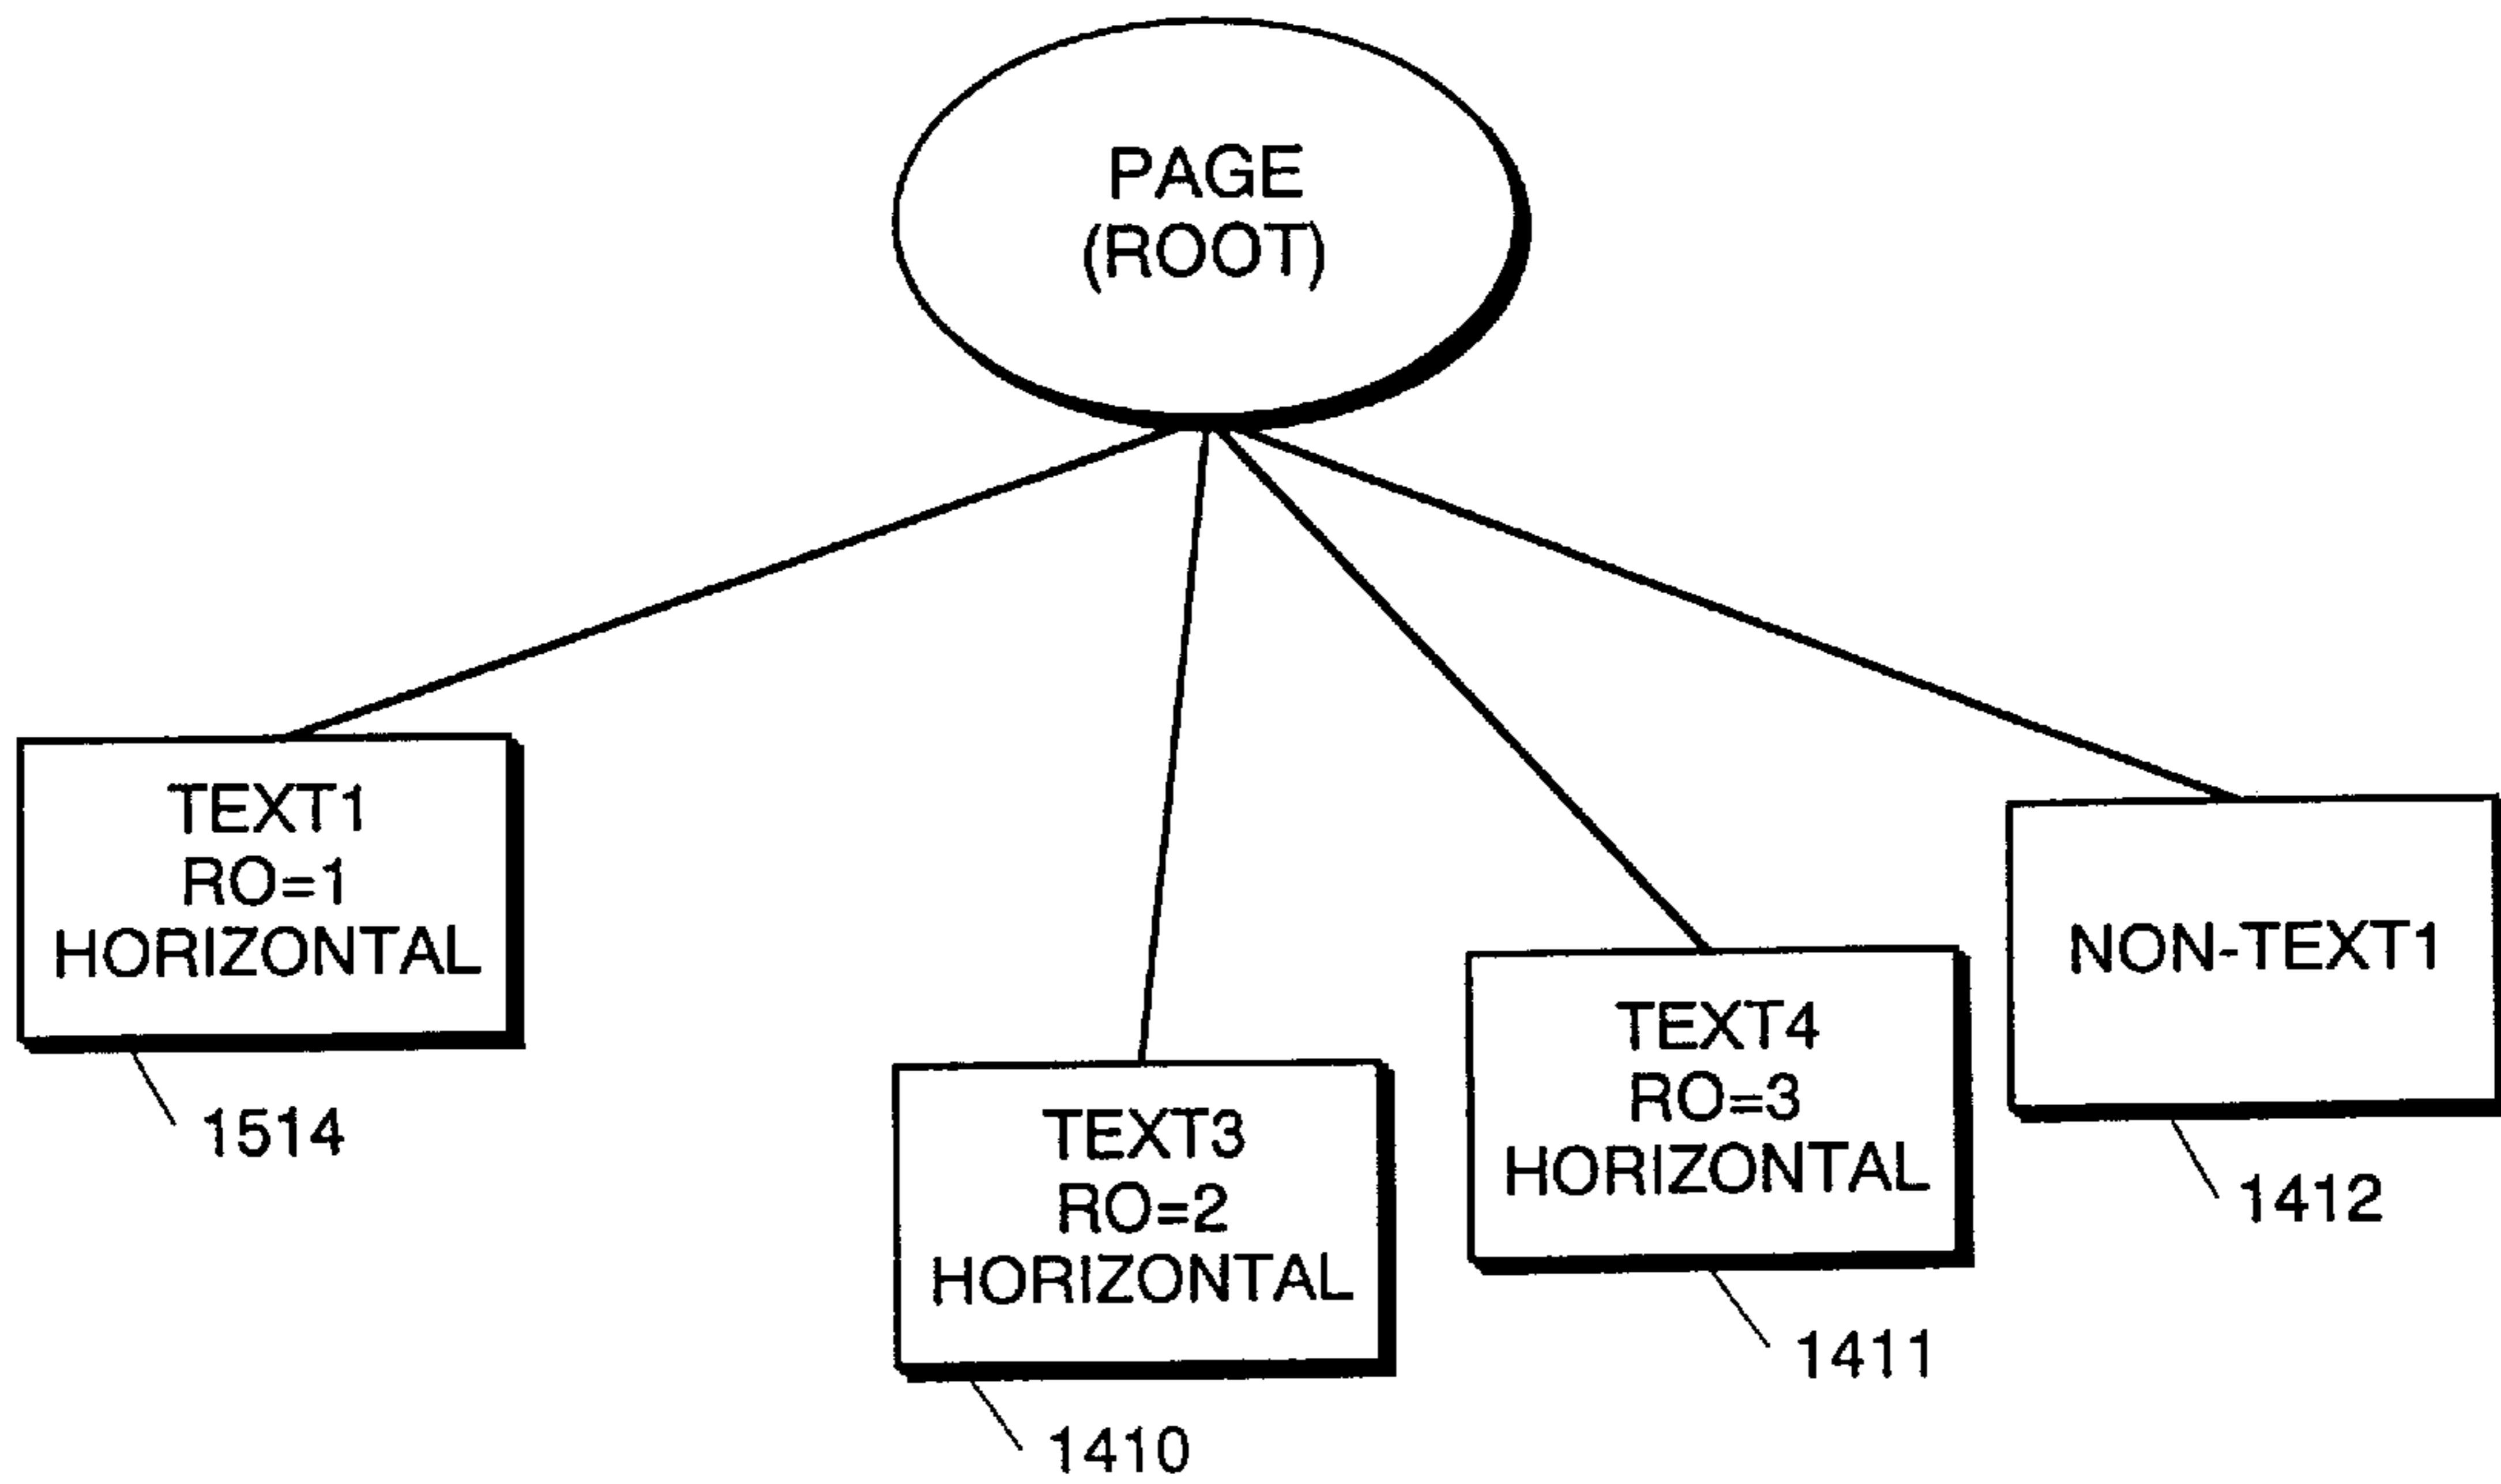 PAGE
(ROOT)
TEXT1
RO=1
HORIZONTAL
1514
TEXT3
RO=2
HORIZONTAL
1410
TEXT4
RO=3
HORIZONTAL
1411
NON-TEXT1
1412